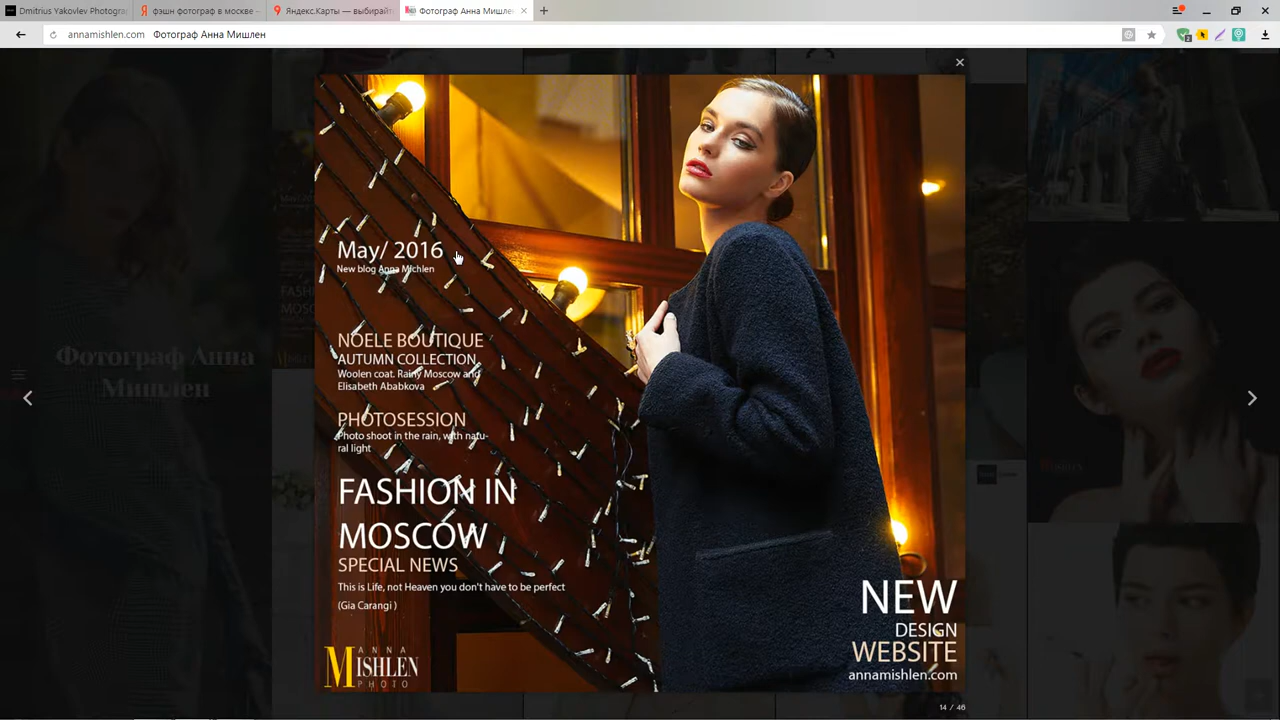 Dmitrius Yakovlev Photogra
фэшн фотограф в москве –
Яндекс.Карты — выбирайт
Фотограф Анна Мишлен
annamishlen.com Фотограф Анна Мишлен
May/ 2016
New blog Anna Michlen
NOELE BOUTIQUE
AUTUMN COLLECTION
Woolen coat. Rainy Moscow and
Elisabeth Ababkova
PHOTOSESSION
Photo shoot in the rain, with natu-
ral light
FASHION IN
MOSCOW
SPECIAL NEWS
This is Life, not Heaven you don't have to be perfect
(Gia Carangi )
ANNA
MISHLEN
PHOTO
NEW
DESIGN
WEBSITE
annamishlen.com
14 / 46
Фотограф Анна
Мишлен